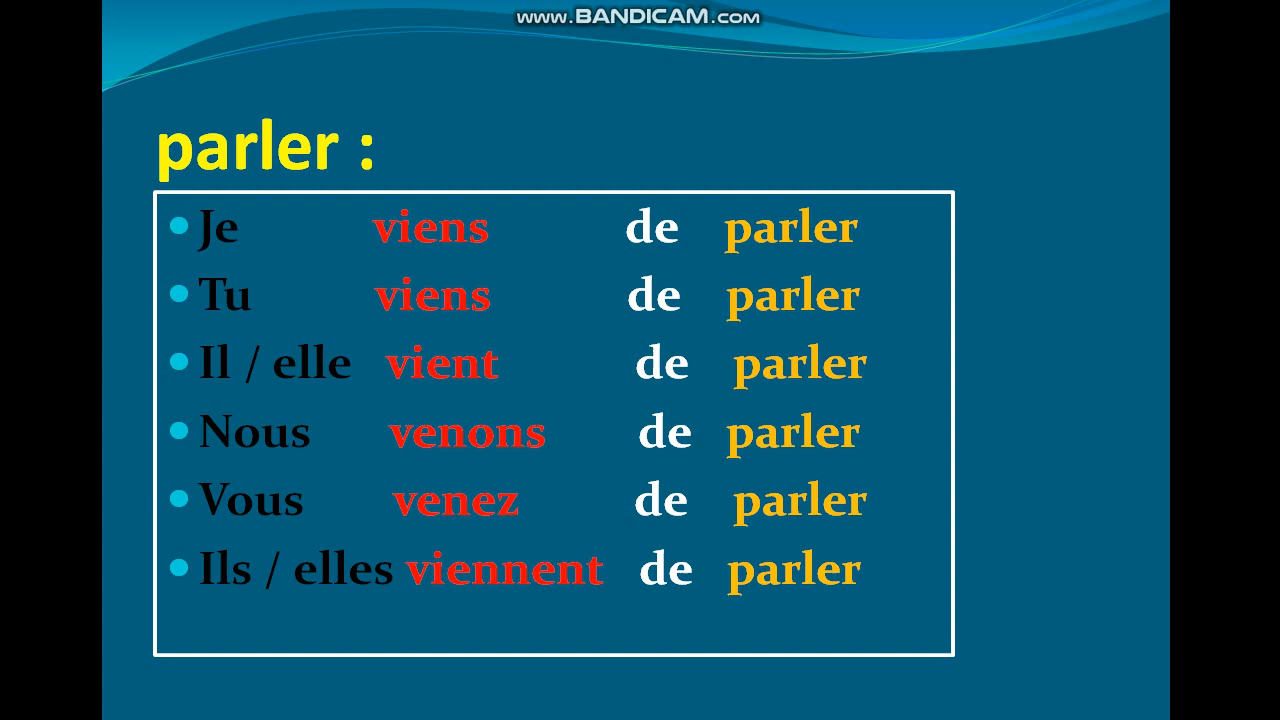 www.BANDICAM.com
parler :
Je viens de parler
Tu viens de parler
Il / elle vient de parler
Nous venons de parler
Vous venez de parler
Ils / elles viennent de parler